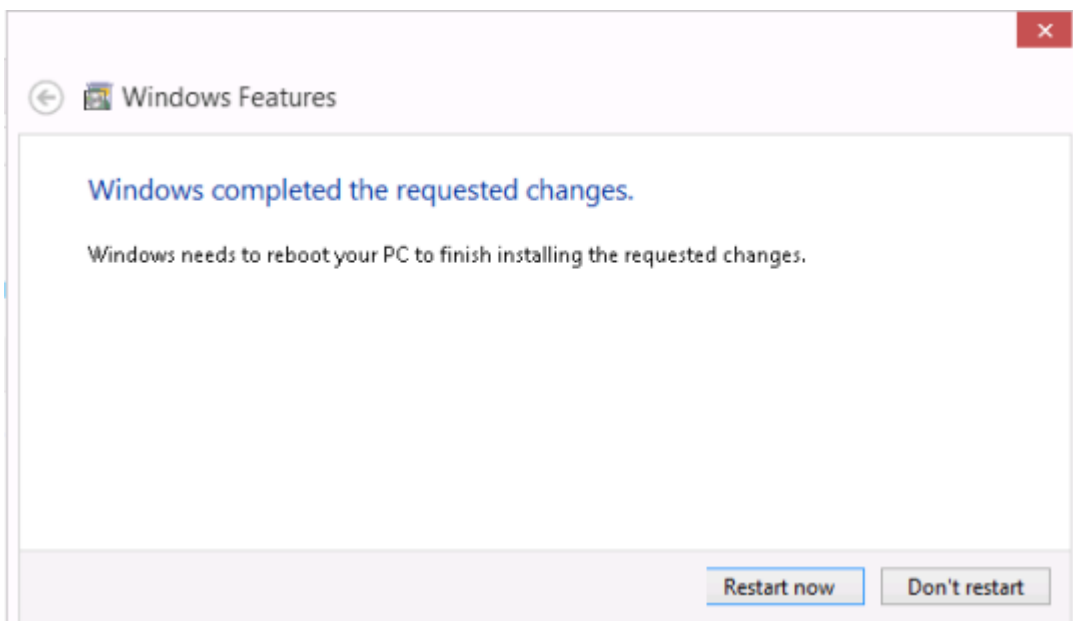 Windows Features
Windows completed the requested changes.
Windows needs to reboot your PC to finish installing the requested changes.
Restart now Don't restart